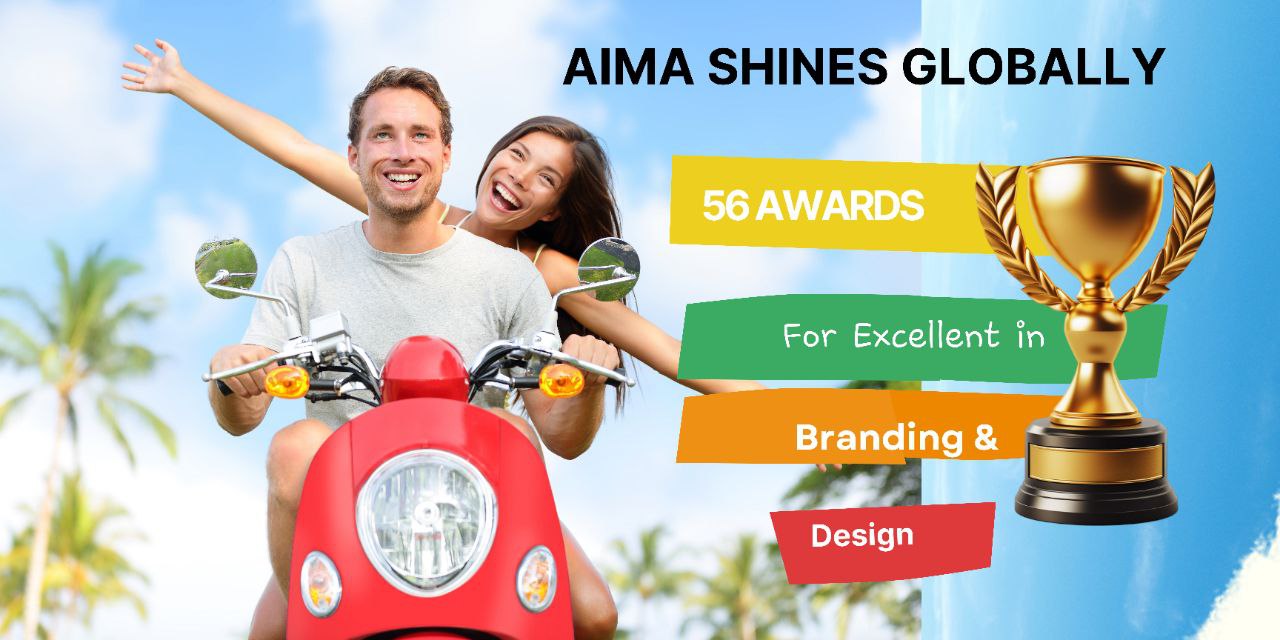 AIMA SHINES GLOBALLY
56 AWARDS
For Excellent in
Branding &
Design